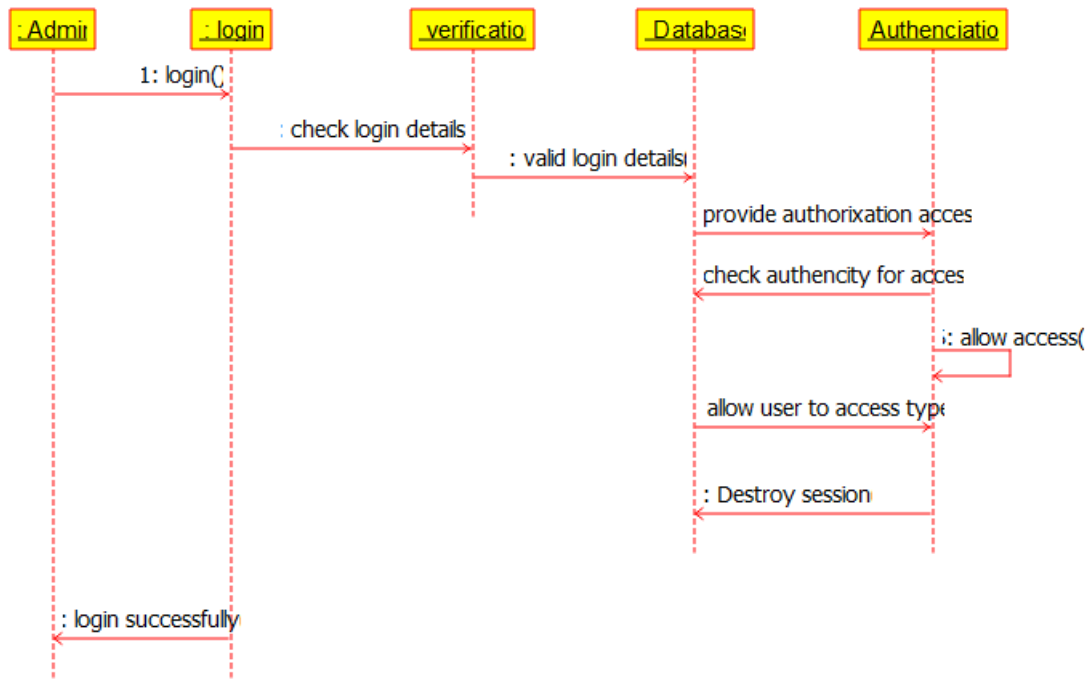 : Admin
: login
verificatio
Databas
Authenciatio
1: login()
: check login details
: valid login details(
provide authorixation acces
check authencity for acces
: allow access(
allow user to access type
: Destroy session
: login successfully